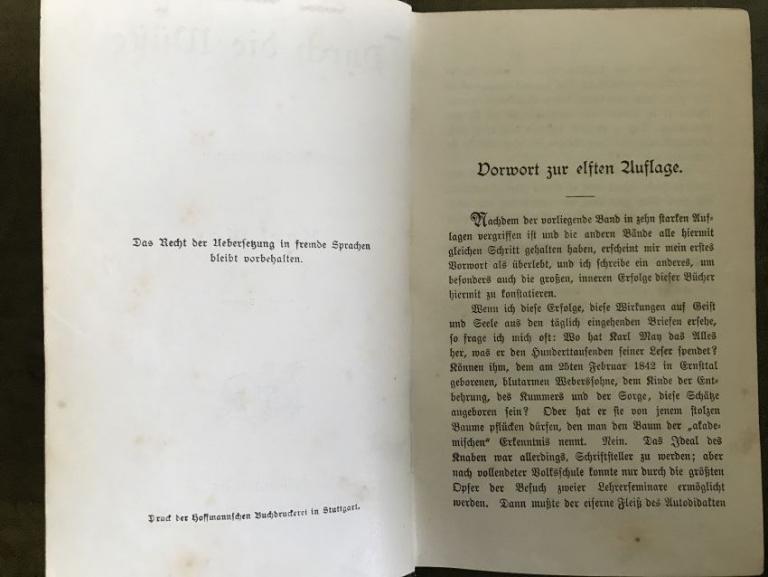 Das Recht der Uebersetzung in fremde Sprachen
bleibt vorbehalten.
Druck der Hoffmannschen Buchdruckerei in Stuttgart.
Vorwort zur elften Auflage.
Nachdem der vorliegende Band in zehn starken Auf-
lagen vergriffen ist und die andern Bände alle hiermit
gleichen Schritt gehalten haben, erscheint mir mein erstes
Vorwort als überlebt, und ich schreibe ein anderes, um
besonders auch die großen, inneren Erfolge dieser Bücher
hiermit zu konstatieren.
Wenn ich diese Erfolge, diese Wirkungen auf Geist
und Seele aus den täglich eingehenden Briefen ersehe,
so frage ich mich oft: Wo hat Karl May das Alles
her, was er den Hunderttausenden seiner Leser spendet?
Können ihm, dem am 25ten Februar 1842 in Ernsttal
geborenen, blutarmen Webersohne, dem Kinde der Ent-
behrung, des Kummers und der Sorge, diese Schätze
angeboren sein? Oder hat er sie von jenem stolzen
Baume pflücken dürfen, den man den Baum der „akade-
mischen“ Erkenntnis nennt. Nein. Das Ideal des
Knaben war allerdings, Schriftsteller zu werden; aber
nach vollendeter Volksschule konnte nur durch die größten
Opfer der Besuch zweier Lehrerseminare ermöglicht
werden. Dann mußte der eiserne Fleiß des Autodidakten